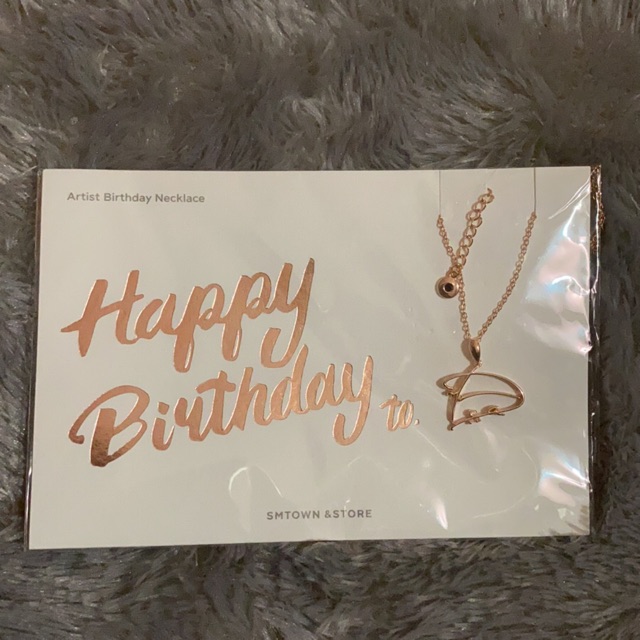 Artist Birthday Necklace
Happy
Birthday to.
SMTOWN &STORE